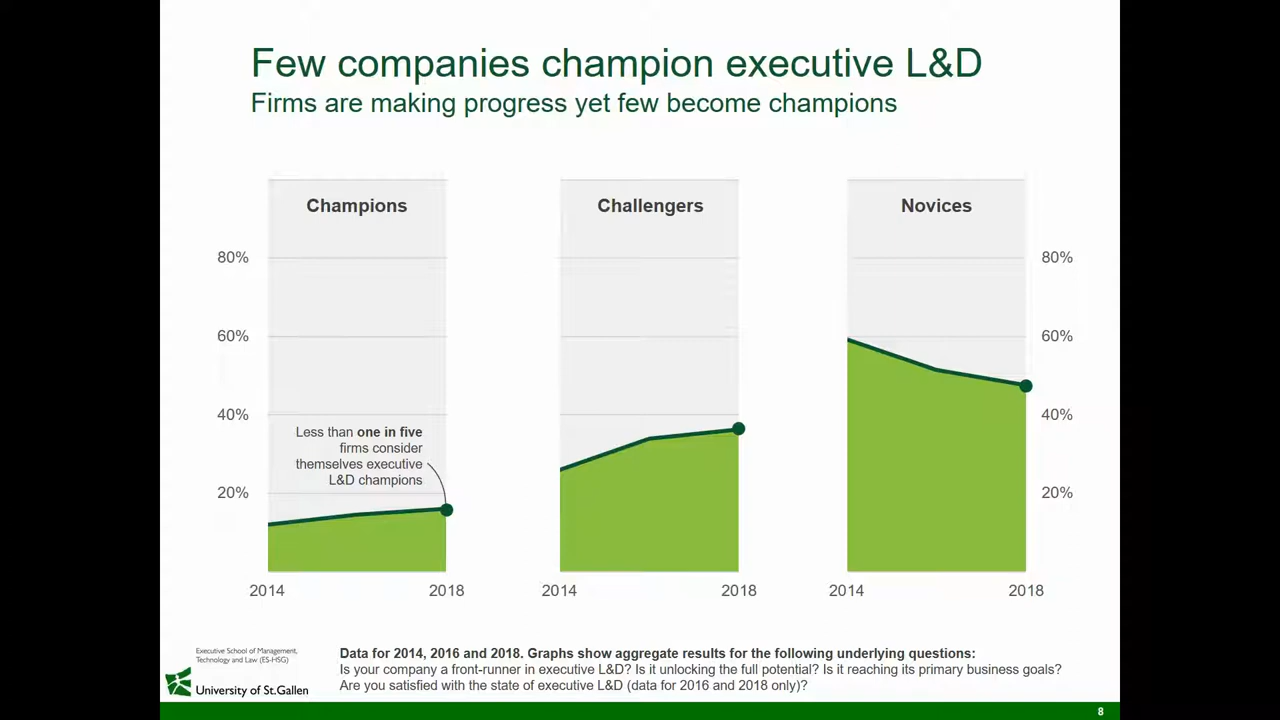 Few companies champion executive L&D
Firms are making progress yet few become champions
Champions
Challengers
Novices
80%
80%
60%
60%
40%
40%
Less than one in five
firms consider
themselves executive
L&D champions
20%
20%
2014
2018
2014
2018
2014
2018
Executive School of Management,
Technology and Law (ES-HSG)
University of St.Gallen
Data for 2014, 2016 and 2018. Graphs show aggregate results for the following underlying questions:
Is your company a front-runner in executive L&D? Is it unlocking the full potential? Is it reaching its primary business goals?
Are you satisfied with the state of executive L&D (data for 2016 and 2018 only)?
8